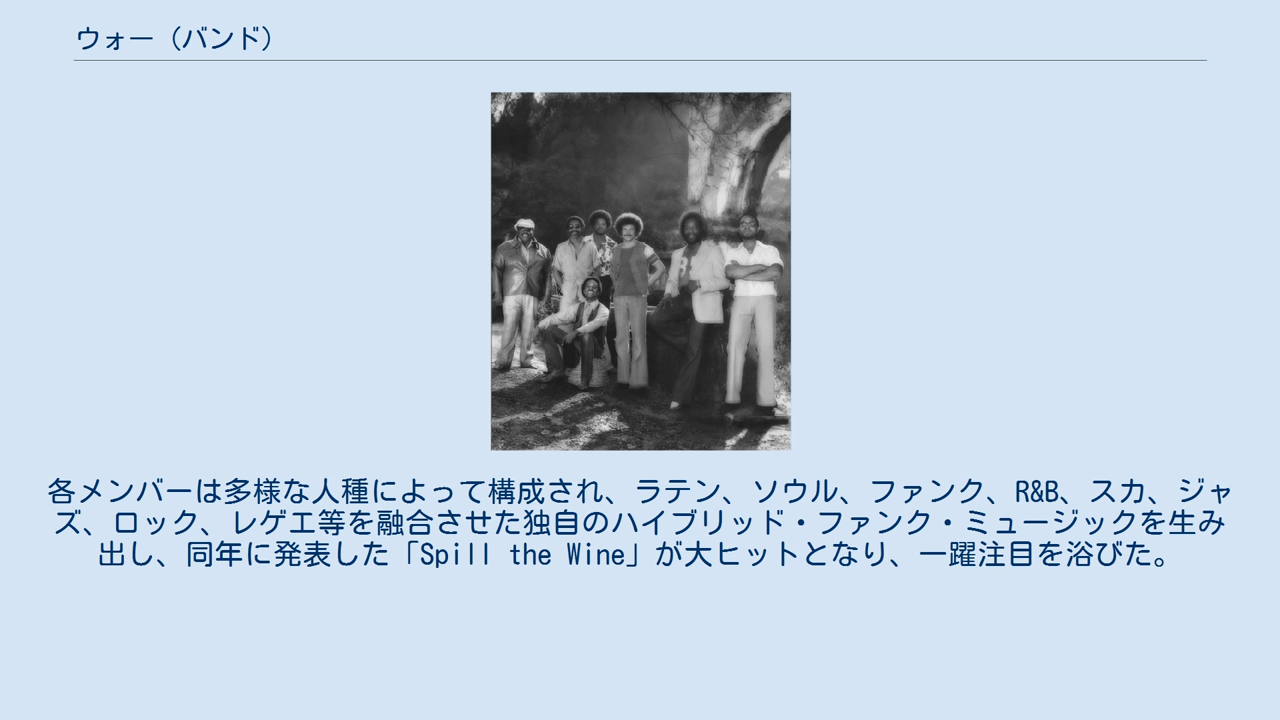 ウォー（バンド）
各メンバーは多様な人種によって構成され、ラテン、ソウル、ファンク、R&B、スカ、ジャ
ズ、ロック、レゲエ等を融合させた独自のハイブリッド・ファンク・ミュージックを生み
出し、同年に発表した「Spill the Wine」が大ヒットとなり、一躍注目を浴びた。